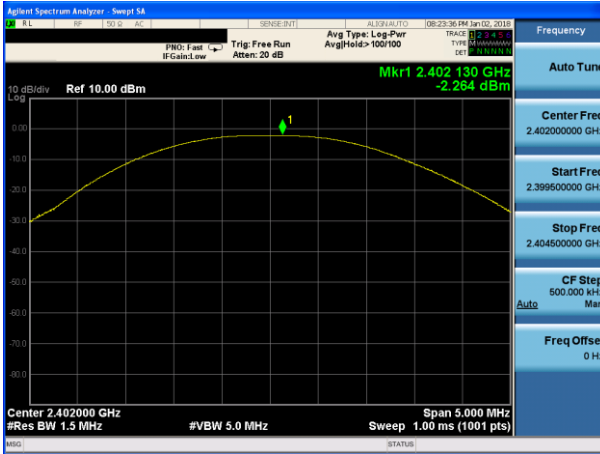 Agilent Spectrum Analyzer - Swept SA
RL RF 50 Ω AC SENSE:INT ALIGNAUTO 08:23:36 PM Jan 02, 2018
Frequency
Avg Type: Log-Pwr TRACE 1 2 3 4 5 6
PNO: Fast Trig: Free Run Avg|Hold>100/100 TYPE M
IFGain:Low Atten: 20 dB DET P N N N N N
Auto Tune
Mkr1 2.402 130 GHz
10 dB/div Ref 10.00 dBm -2.264 dBm
Log
1
0.00
-10.0
-20.0
-30.0
-40.0
-50.0
-60.0
-70.0
-80.0
Center Freq
2.402000000 GHz
Start Freq
2.399500000 GHz
Stop Freq
2.404500000 GHz
CF Step
500.000 kHz
Auto Man
Freq Offset
0 Hz
Center 2.402000 GHz Span 5.000 MHz
#Res BW 1.5 MHz #VBW 5.0 MHz Sweep 1.00 ms (1001 pts)
MSG STATUS